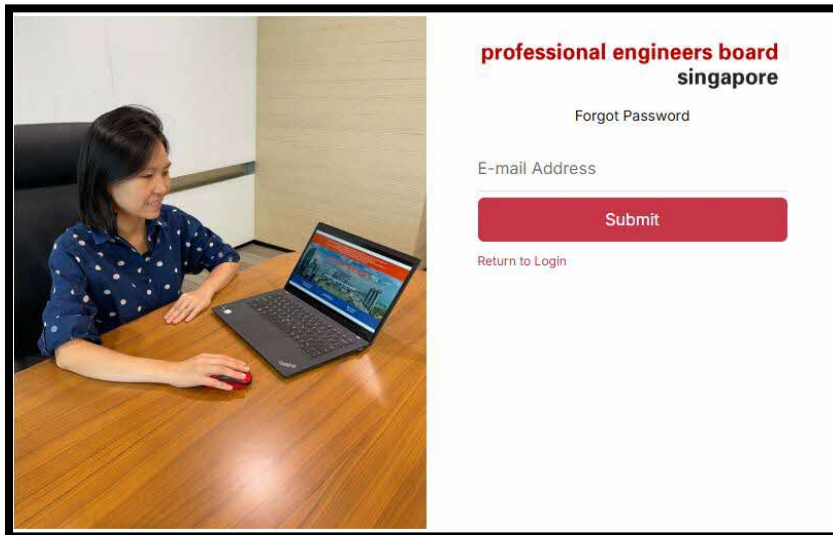 professional engineers board
singapore
Forgot Password
E-mail Address
Submit
Return to Login